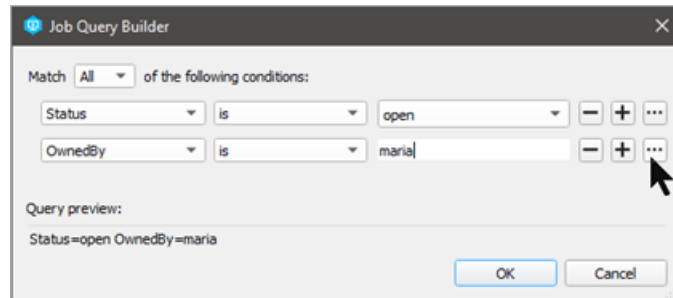 Job Query Builder
Match All of the following conditions:
Status is open
OwnedBy is maria
Query preview:
Status=open OwnedBy=maria
OK Cancel